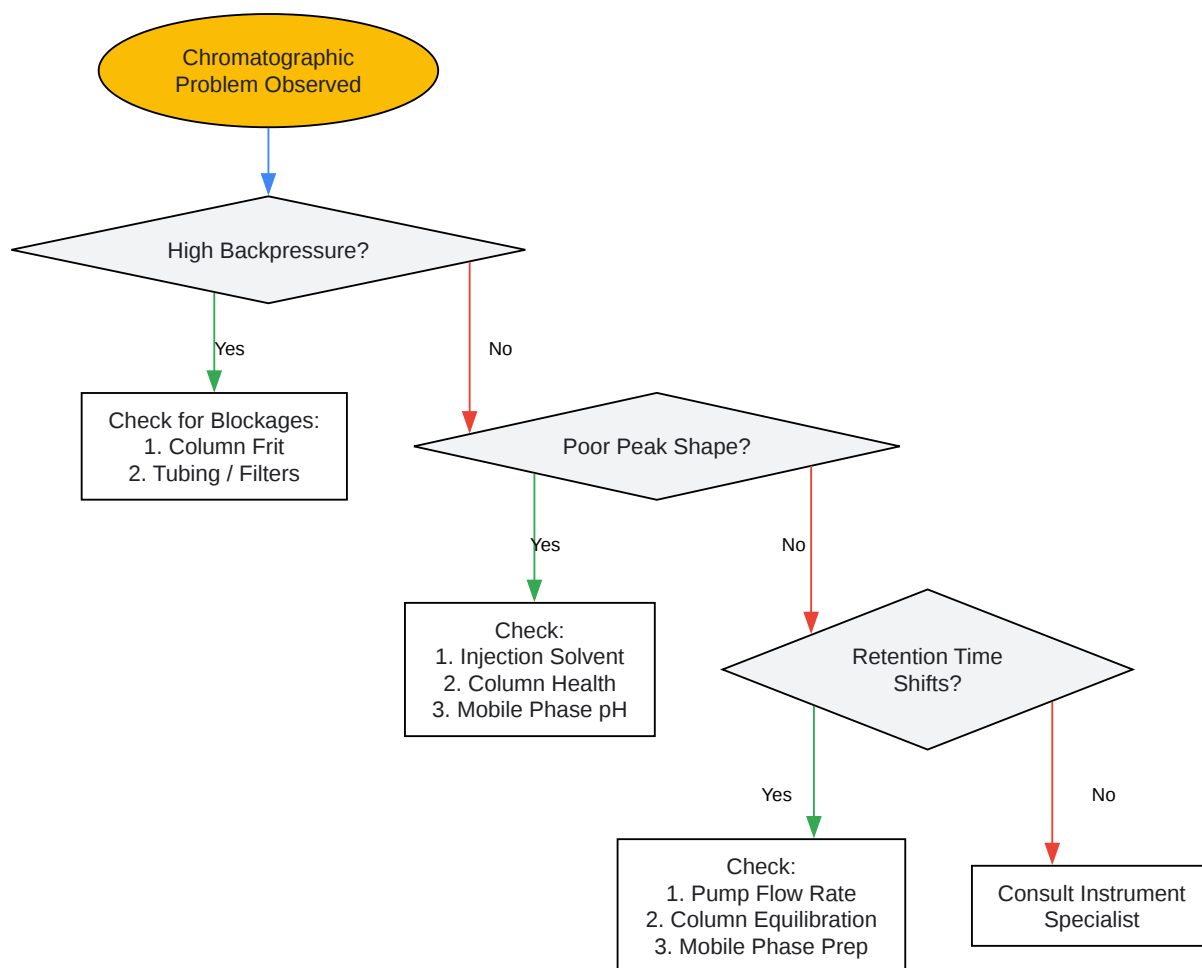 Chromatographic
Problem Observed
High Backpressure?
Yes
No
Check for Blockages:
1. Column Frit
2. Tubing / Filters
Poor Peak Shape?
Yes
No
Check:
1. Injection Solvent
2. Column Health
3. Mobile Phase pH
Retention Time
Shifts?
Yes
No
Check:
1. Pump Flow Rate
2. Column Equilibration
3. Mobile Phase Prep
Consult Instrument
Specialist